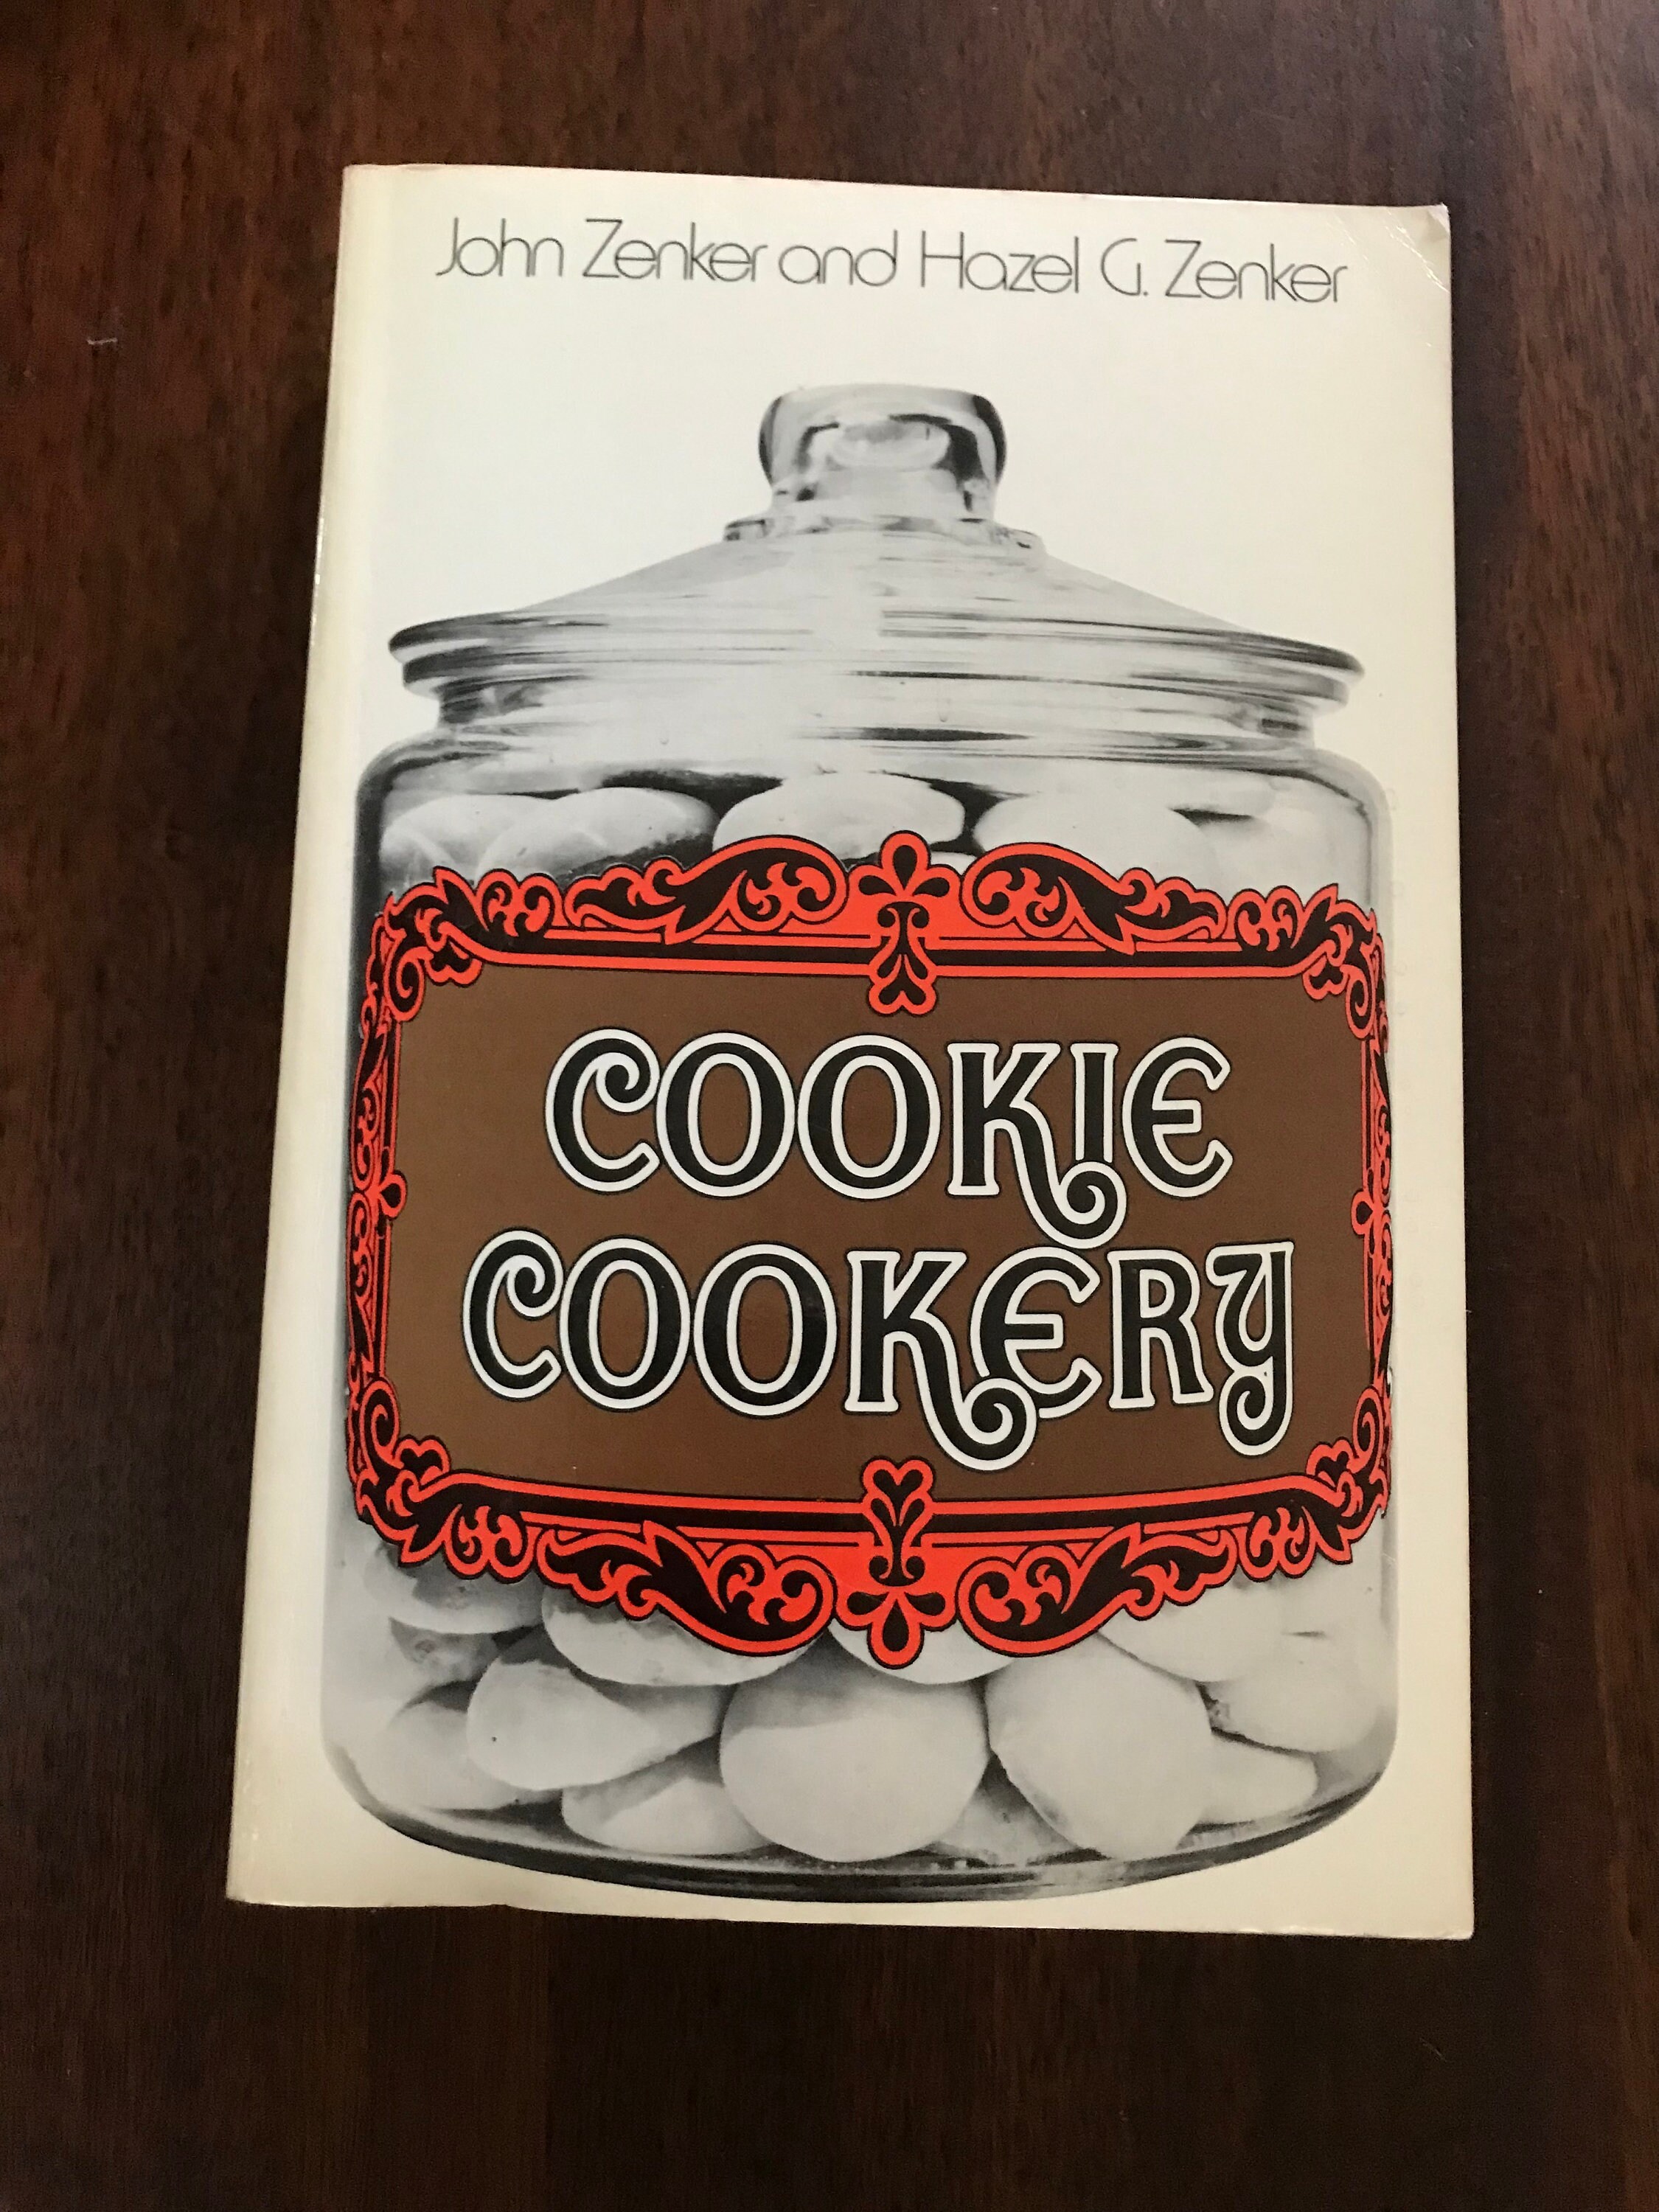 John Zenker and Hazel G. Zenker
COOKIE
COOKERY